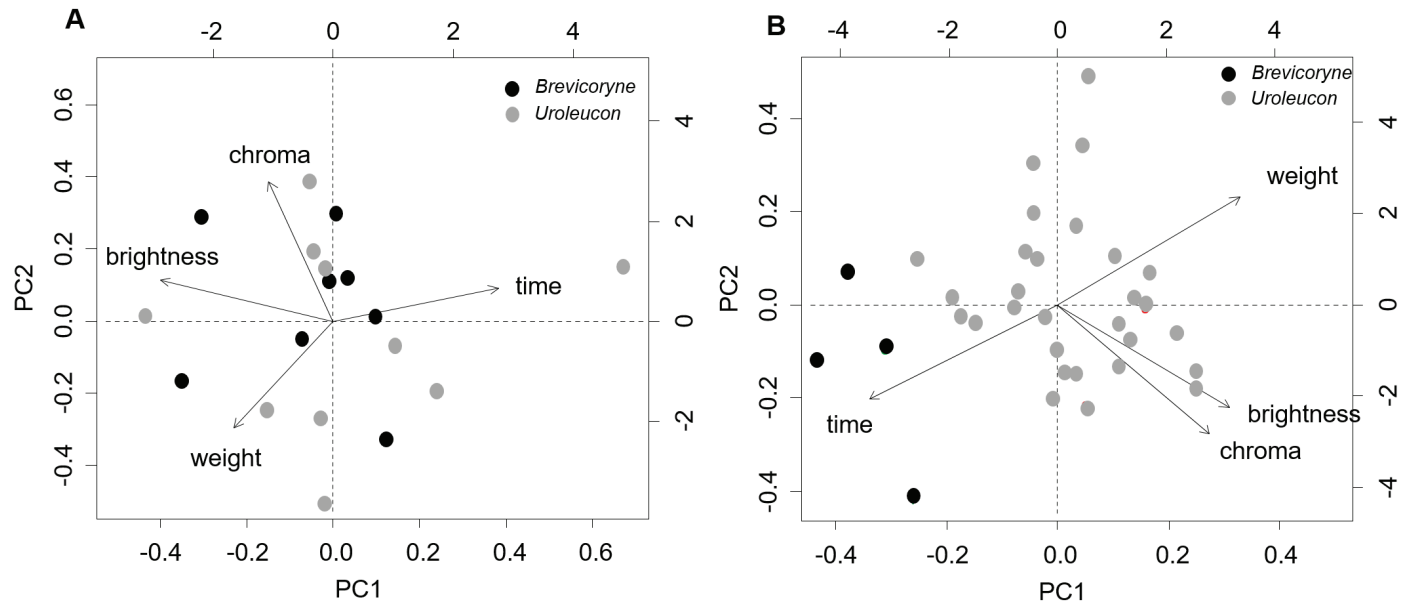 A
-2 0 2 4
Brevicoryne
Uroleucon
chroma
brightness
time
weight
PC2
-0.4 -0.2 0.0 0.2 0.4 0.6
-2 0 2 4
-0.4 -0.2 0.0 0.2 0.4 0.6
PC1
B
-4 -2 0 2 4
Brevicoryne
Uroleucon
weight
time
brightness
chroma
PC2
-0.4 -0.2 0.0 0.2 0.4
-4 -2 0 2 4
-0.4 -0.2 0.0 0.2 0.4
PC1